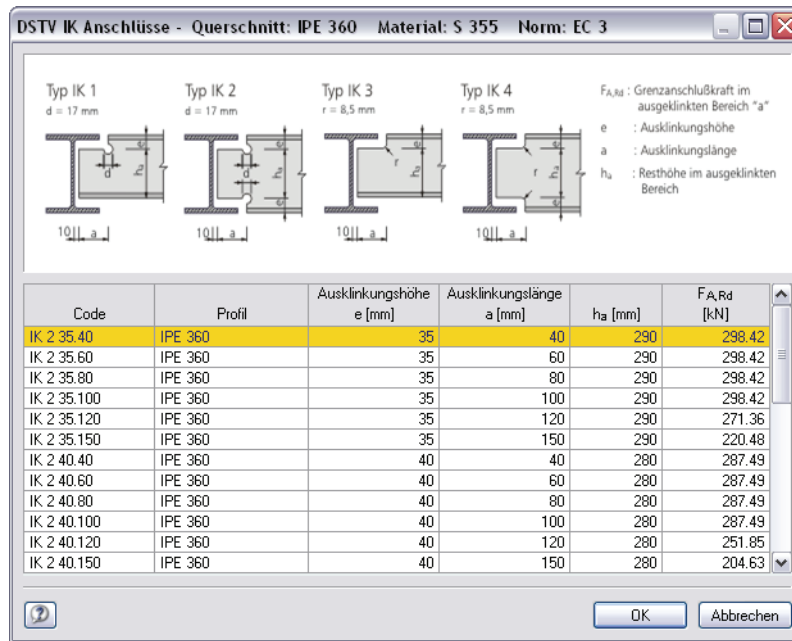 DSTV IK Anschlüsse - Querschnitt: IPE 360 Material: S 355 Norm: EC 3
Typ IK 1 Typ IK 2 Typ IK 3 Typ IK 4
d = 17 mm d = 17 mm r = 8,5 mm r = 8,5 mm
FA,Rd : Grenzanschlußkraft im
ausgeklinkten Bereich "a"
e : Ausklinkungshöhe
a : Ausklinkungslänge
ha : Resthöhe im ausgeklinkten
Bereich
e e e e
d ha d ha r ha r ha
e e
10 a 10 a 10 a 10 a
Ausklinkungshöhe Ausklinkungslänge FA,Rd
Code Profil e [mm] a [mm] ha [mm] [kN]
IK 2 35.40 IPE 360 35 40 290 298.42
IK 2 35.60 IPE 360 35 60 290 298.42
IK 2 35.80 IPE 360 35 80 290 298.42
IK 2 35.100 IPE 360 35 100 290 298.42
IK 2 35.120 IPE 360 35 120 290 271.36
IK 2 35.150 IPE 360 35 150 290 220.48
IK 2 40.40 IPE 360 40 40 280 287.49
IK 2 40.60 IPE 360 40 60 280 287.49
IK 2 40.80 IPE 360 40 80 280 287.49
IK 2 40.100 IPE 360 40 100 280 287.49
IK 2 40.120 IPE 360 40 120 280 251.85
IK 2 40.150 IPE 360 40 150 280 204.63
? OK Abbrechen